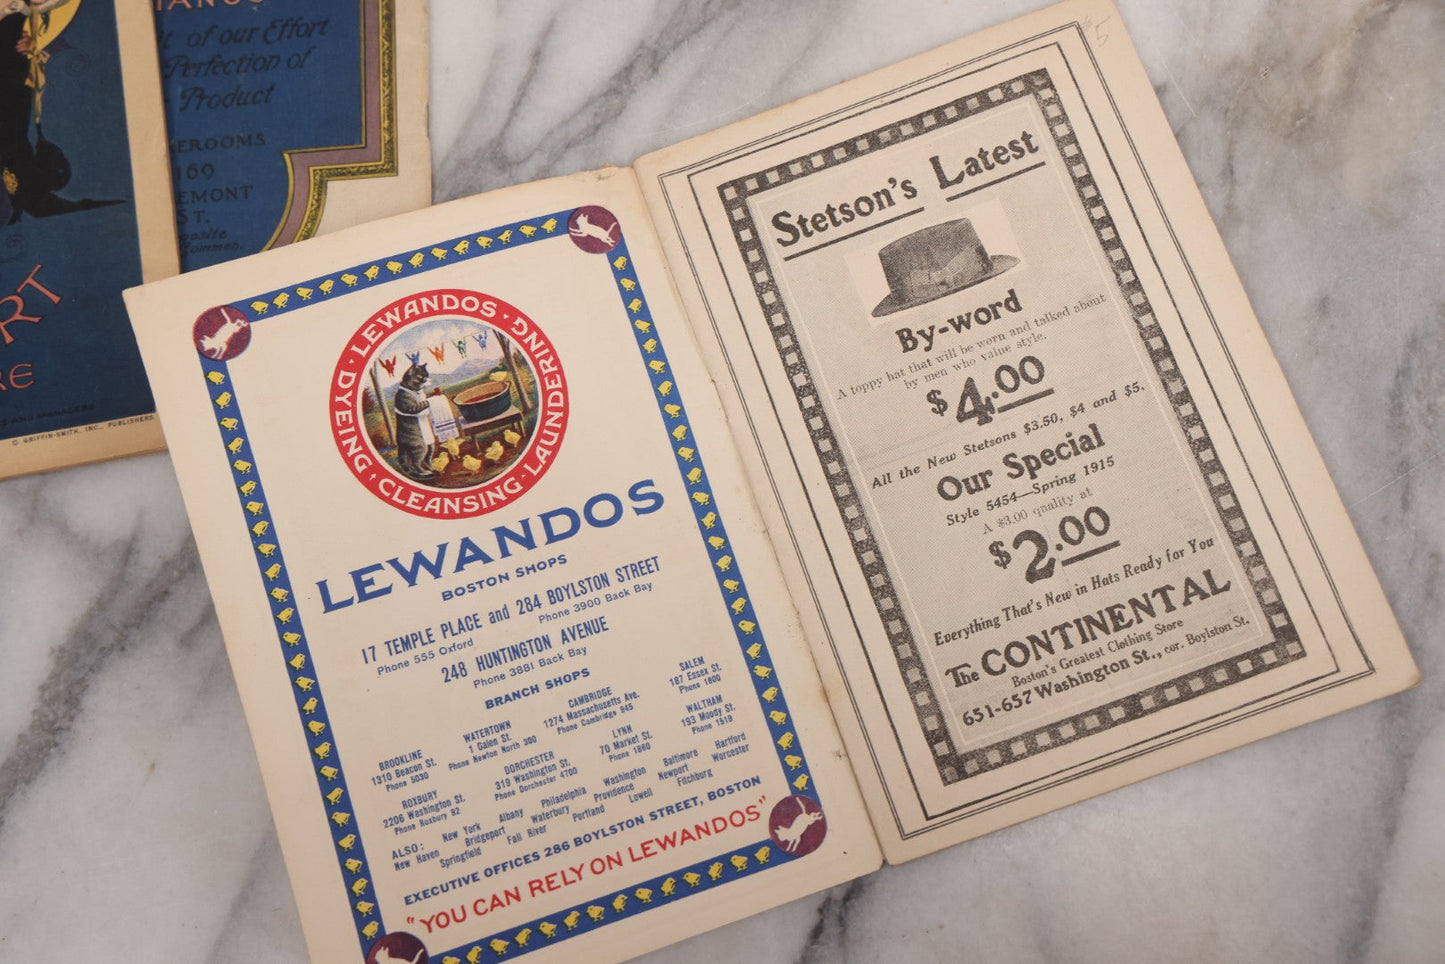 t of our Effort
Perfection of
Product
EROOMS
169
EMONT
ST.
posite
Common.
RT
RE
S AND MANAGERS
© GRIFFIN-SMITH, INC., PUBLISHERS
LEWANDOS
DYEING · CLEANSING · LAUNDERING
LEWANDOS
BOSTON SHOPS
17 TEMPLE PLACE and 284 BOYLSTON STREET
Phone 555 Oxford Phone 3900 Back Bay
248 HUNTINGTON AVENUE
Phone 3881 Back Bay
BRANCH SHOPS
BROOKLINE
1310 Beacon St.
Phone 5030
WATERTOWN
1 Galen St.
Phone Newton North 300
CAMBRIDGE
1274 Massachusetts Ave.
Phone Cambridge 945
SALEM
187 Essex St.
Phone 1800
ROXBURY
2206 Washington St.
Phone Roxbury 92
DORCHESTER
319 Washington St.
Phone Dorchester 4700
LYNN
70 Market St.
Phone 1860
WALTHAM
193 Moody St.
Phone 1519
ALSO: New York Albany Philadelphia Washington Baltimore Hartford
New Haven Bridgeport Waterbury Providence Newport Worcester
Springfield Fall River Portland Lowell Fitchburg
EXECUTIVE OFFICES 286 BOYLSTON STREET, BOSTON
"YOU CAN RELY ON LEWANDOS"
$5
Stetson's Latest
By-word
A toppy hat that will be worn and talked about
by men who value style.
$4.00
All the New Stetsons $3.50, $4 and $5.
Our Special
Style 5454—Spring 1915
A $3.00 quality at
$2.00
Everything That's New in Hats Ready for You
The CONTINENTAL
Boston's Greatest Clothing Store
651-657 Washington St., cor. Boylston St.